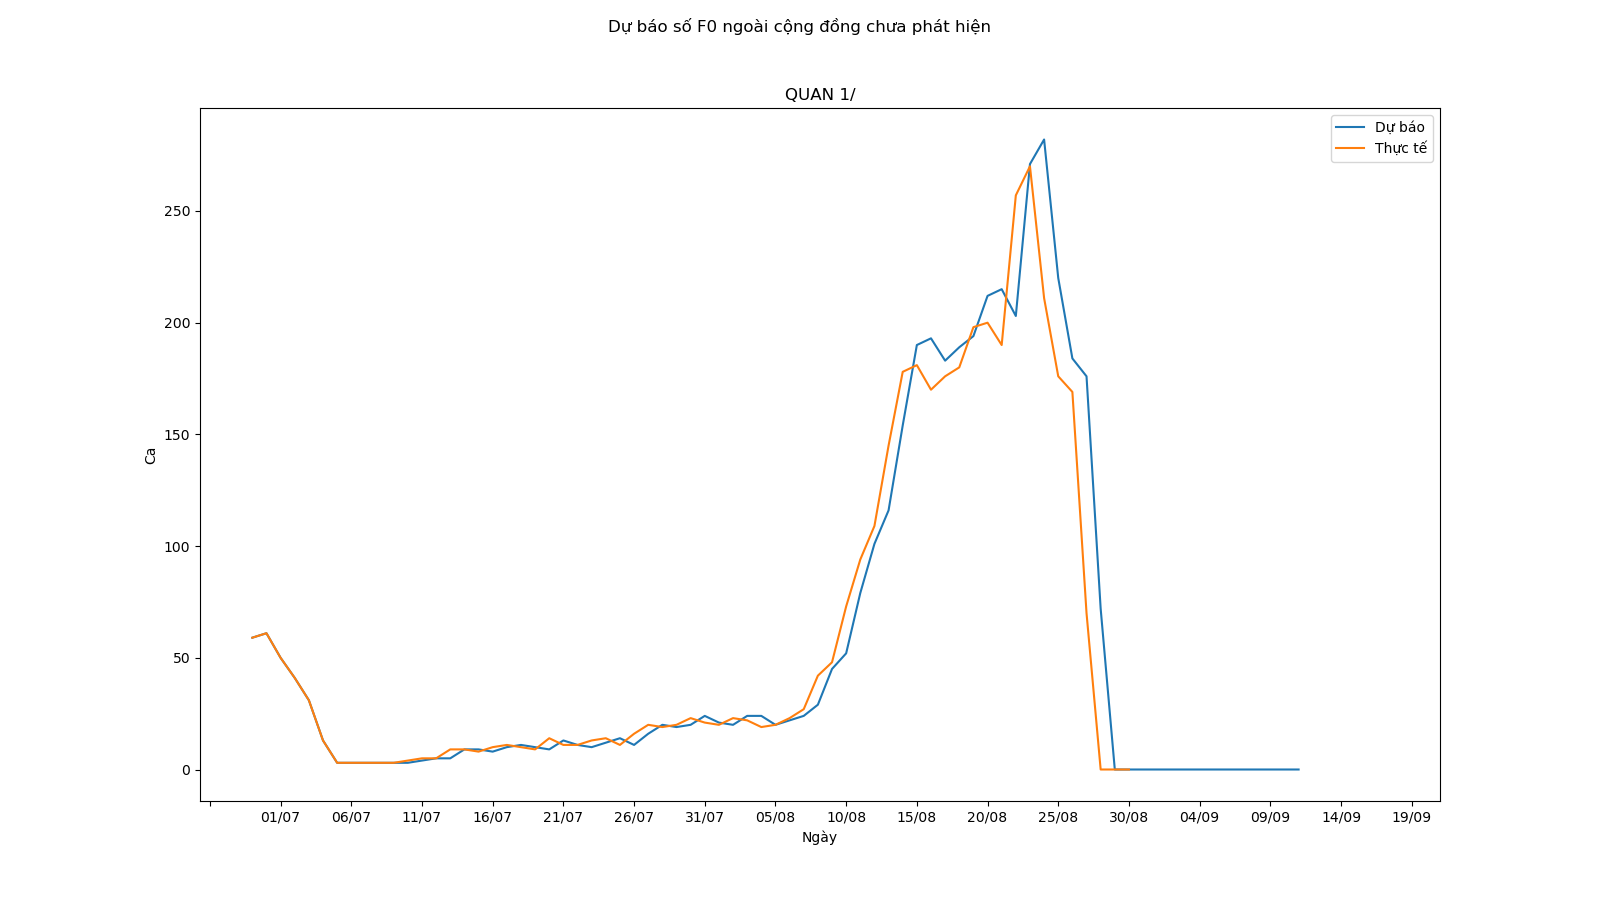 Dự báo số F0 ngoài cộng đồng chưa phát hiện
QUAN 1/
Dự báo
Thực tế
250
200
150
100
50
0
Ca
01/07 06/07 11/07 16/07 21/07 26/07 31/07 05/08 10/08 15/08 20/08 25/08 30/08 04/09 09/09 14/09 19/09
Ngày